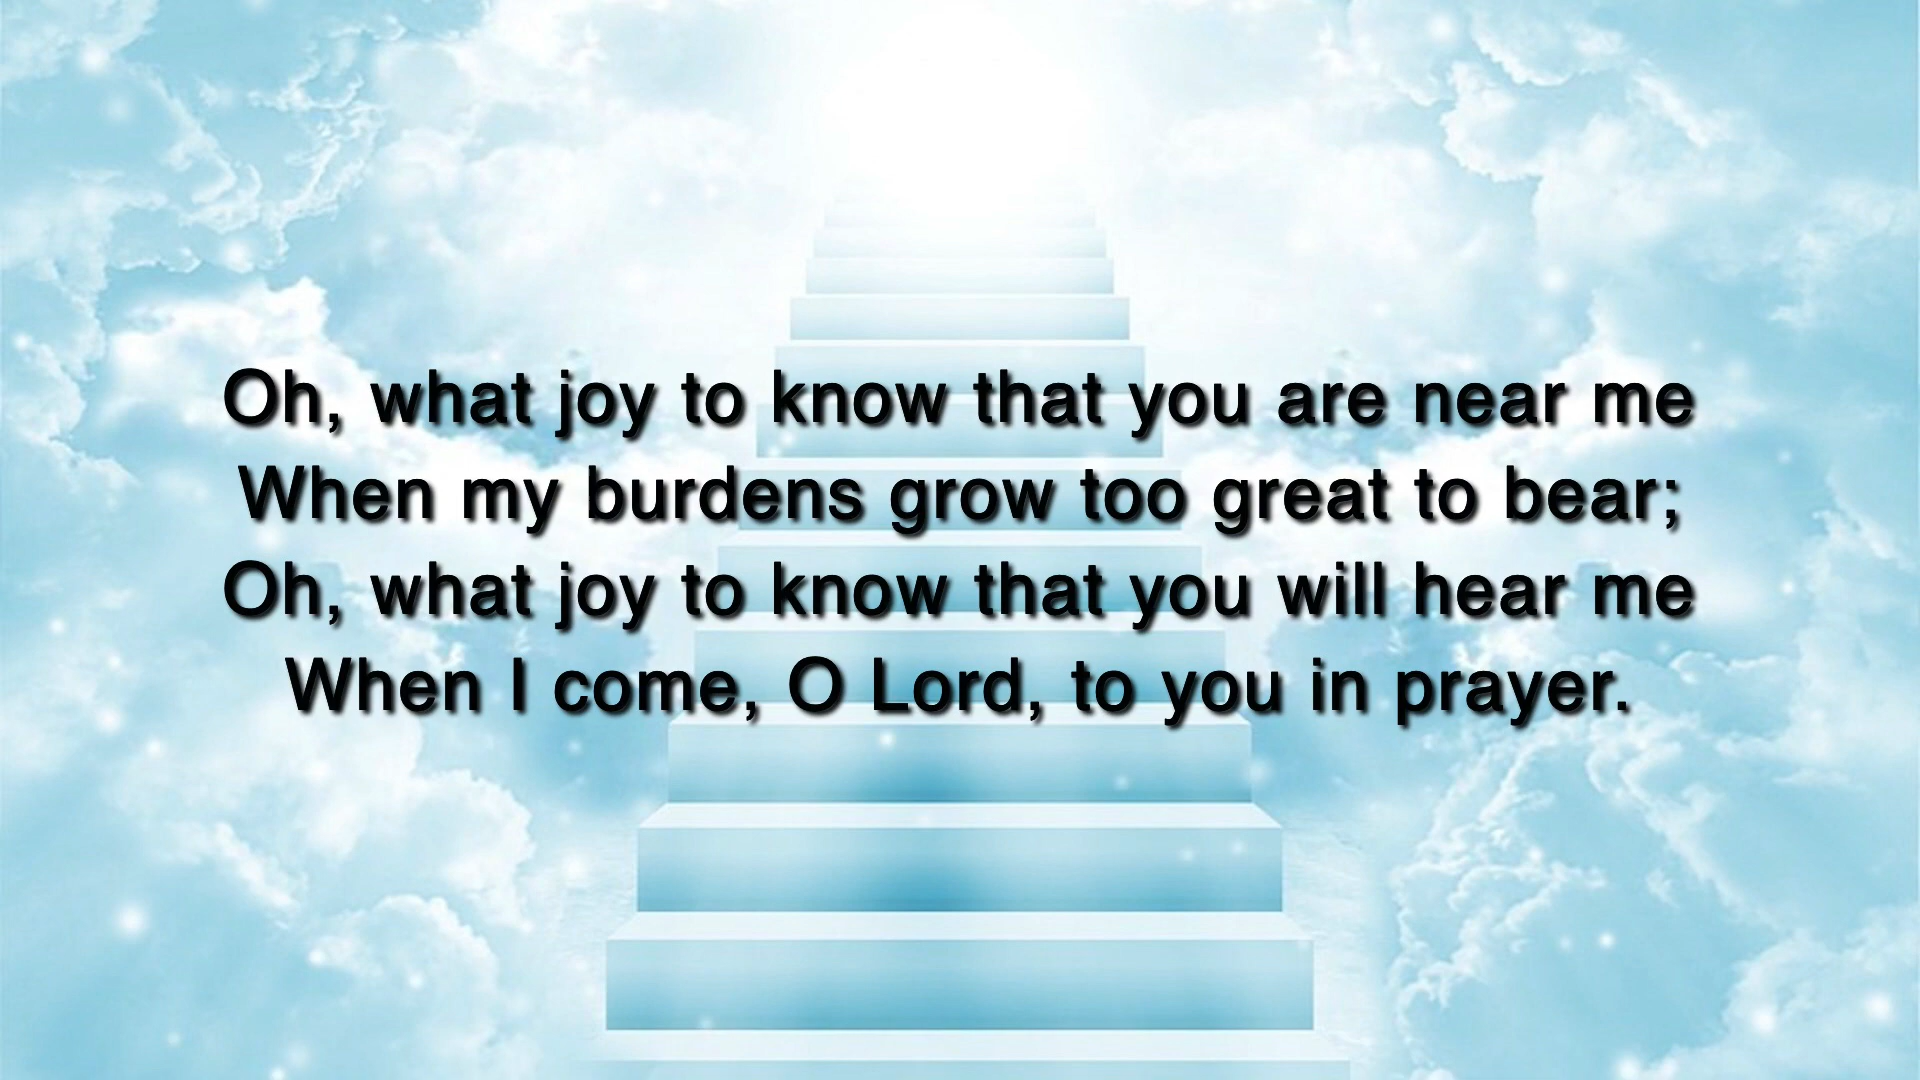 Oh, what joy to know that you are near me
When my burdens grow too great to bear;
Oh, what joy to know that you will hear me
When I come, O Lord, to you in prayer.